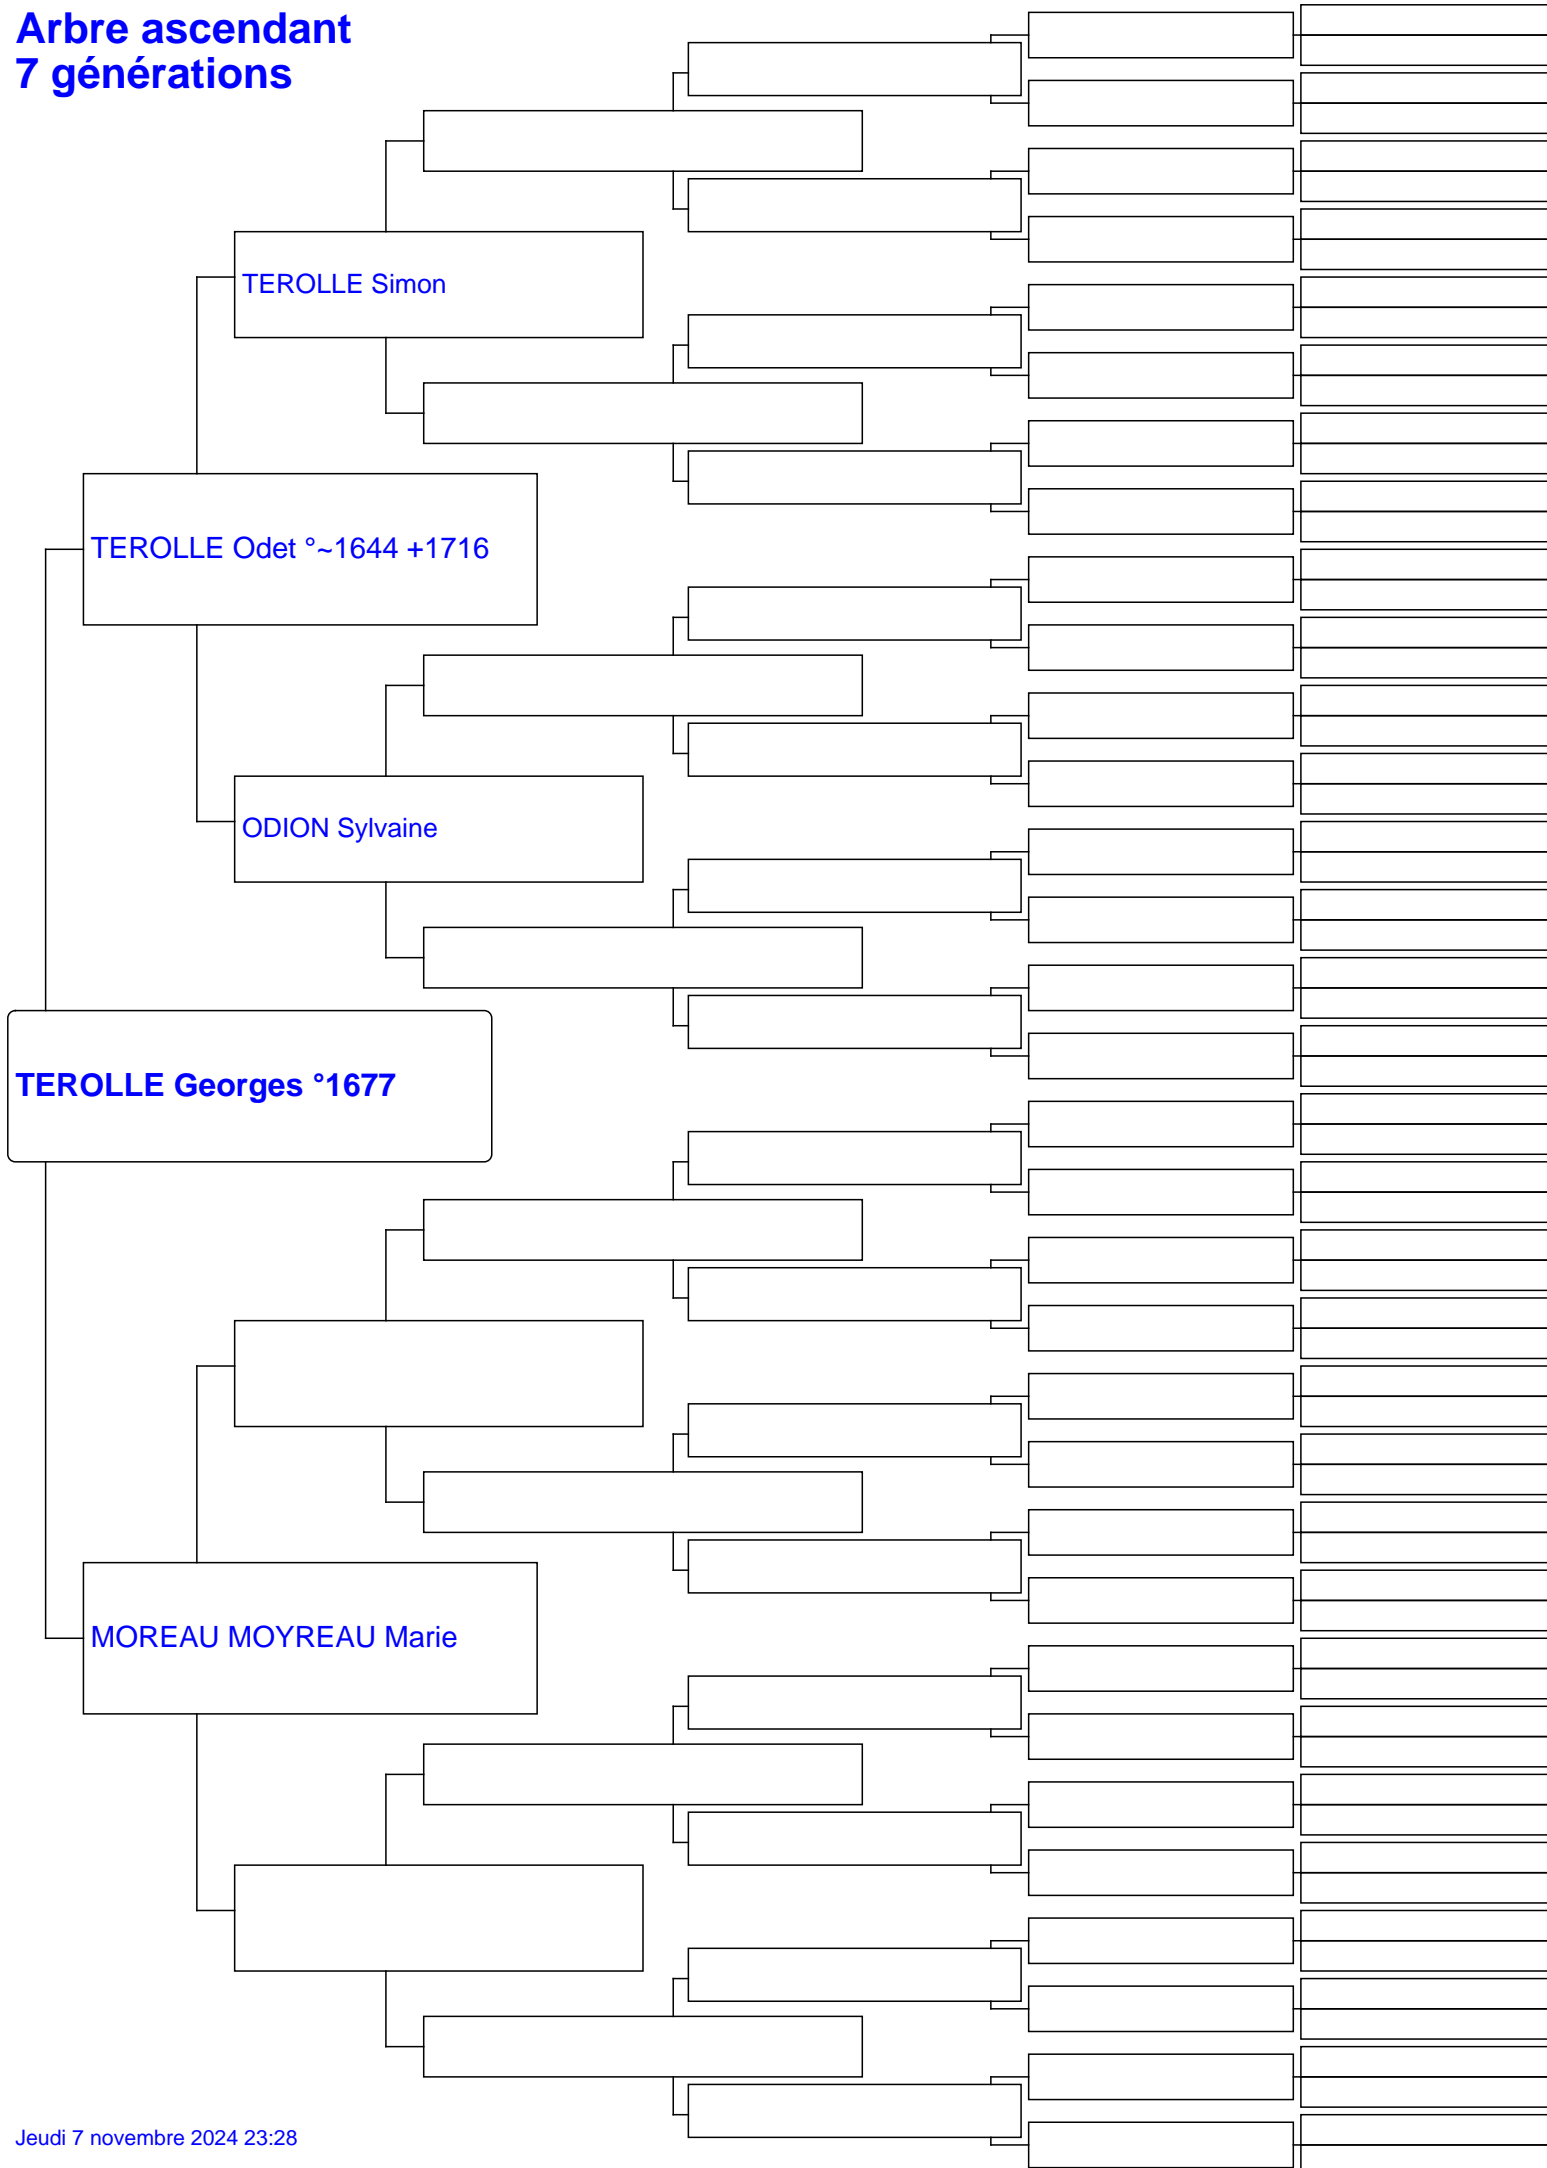 Arbre ascendant
7 générations
TEROLLE Simon
TEROLLE Odet °~1644 +1716
ODION Sylvaine
TEROLLE Georges °1677
MOREAU MOYREAU Marie
Jeudi 7 novembre 2024 23:28